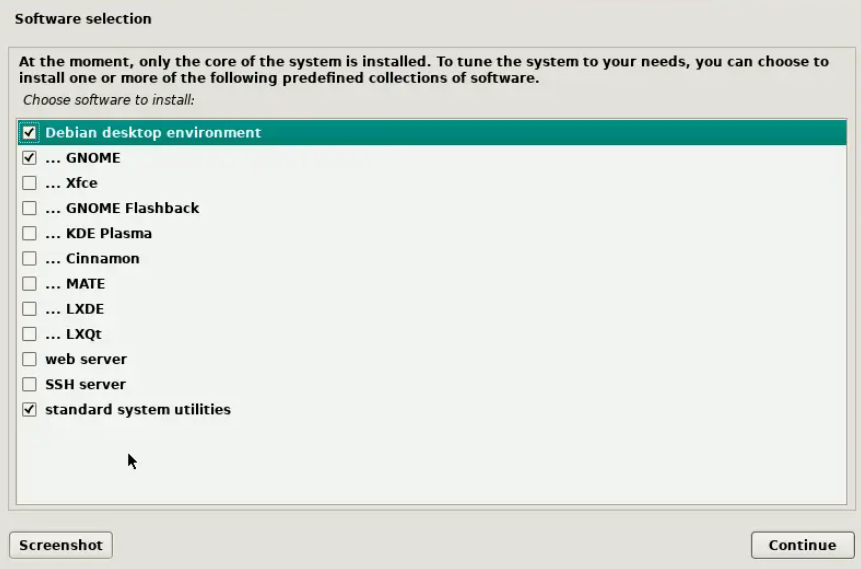 Software selection
At the moment, only the core of the system is installed. To tune the system to your needs, you can choose to
install one or more of the following predefined collections of software.
Choose software to install:
Debian desktop environment
... GNOME
... Xfce
... GNOME Flashback
... KDE Plasma
... Cinnamon
... MATE
... LXDE
... LXQt
web server
SSH server
standard system utilities
Screenshot
Continue